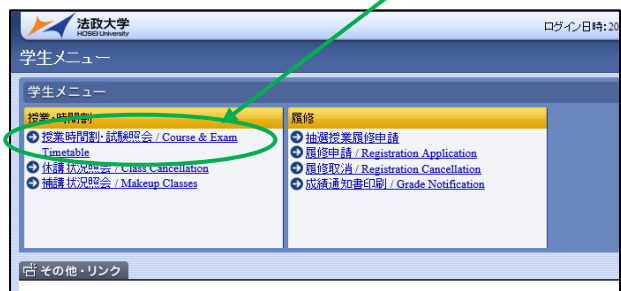 法政大学
HOSEI University
ログイン日時:20
学生メニュー
学生メニュー
授業・時間割
授業時間割・試験照会 / Course & Exam
Timetable
休講状況照会 / Class Cancellation
補講状況照会 / Makeup Classes
履修
抽選授業履修申請
履修申請 / Registration Application
履修取消 / Registration Cancellation
成績通知書印刷 / Grade Notification
その他・リンク